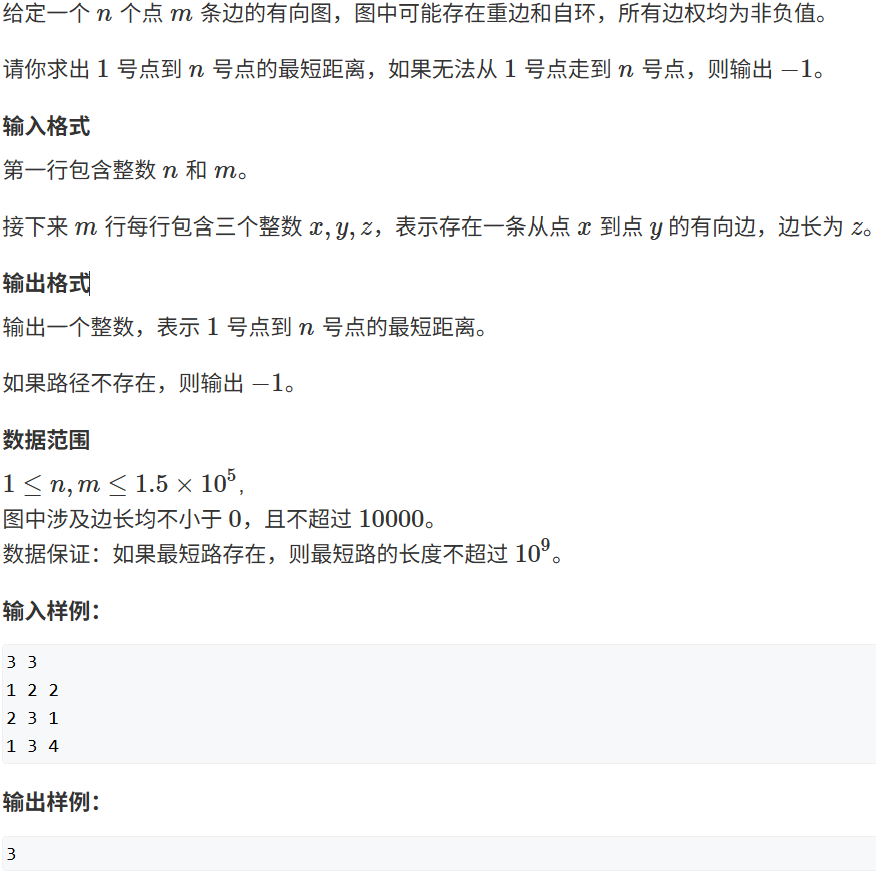 给定一个 n 个点 m 条边的有向图，图中可能存在重边和自环，所有边权均为非负值。
请你求出 1 号点到 n 号点的最短距离，如果无法从 1 号点走到 n 号点，则输出 −1。
输入格式
第一行包含整数 n 和 m。
接下来 m 行每行包含三个整数 x, y, z，表示存在一条从点 x 到点 y 的有向边，边长为 z。
输出格式
输出一个整数，表示 1 号点到 n 号点的最短距离。
如果路径不存在，则输出 −1。
数据范围
1 ≤ n, m ≤ 1.5 × 10⁵,
图中涉及边长均不小于 0，且不超过 10000。
数据保证：如果最短路存在，则最短路的长度不超过 10⁹。
输入样例：
3 3
1 2 2
2 3 1
1 3 4
输出样例：
3